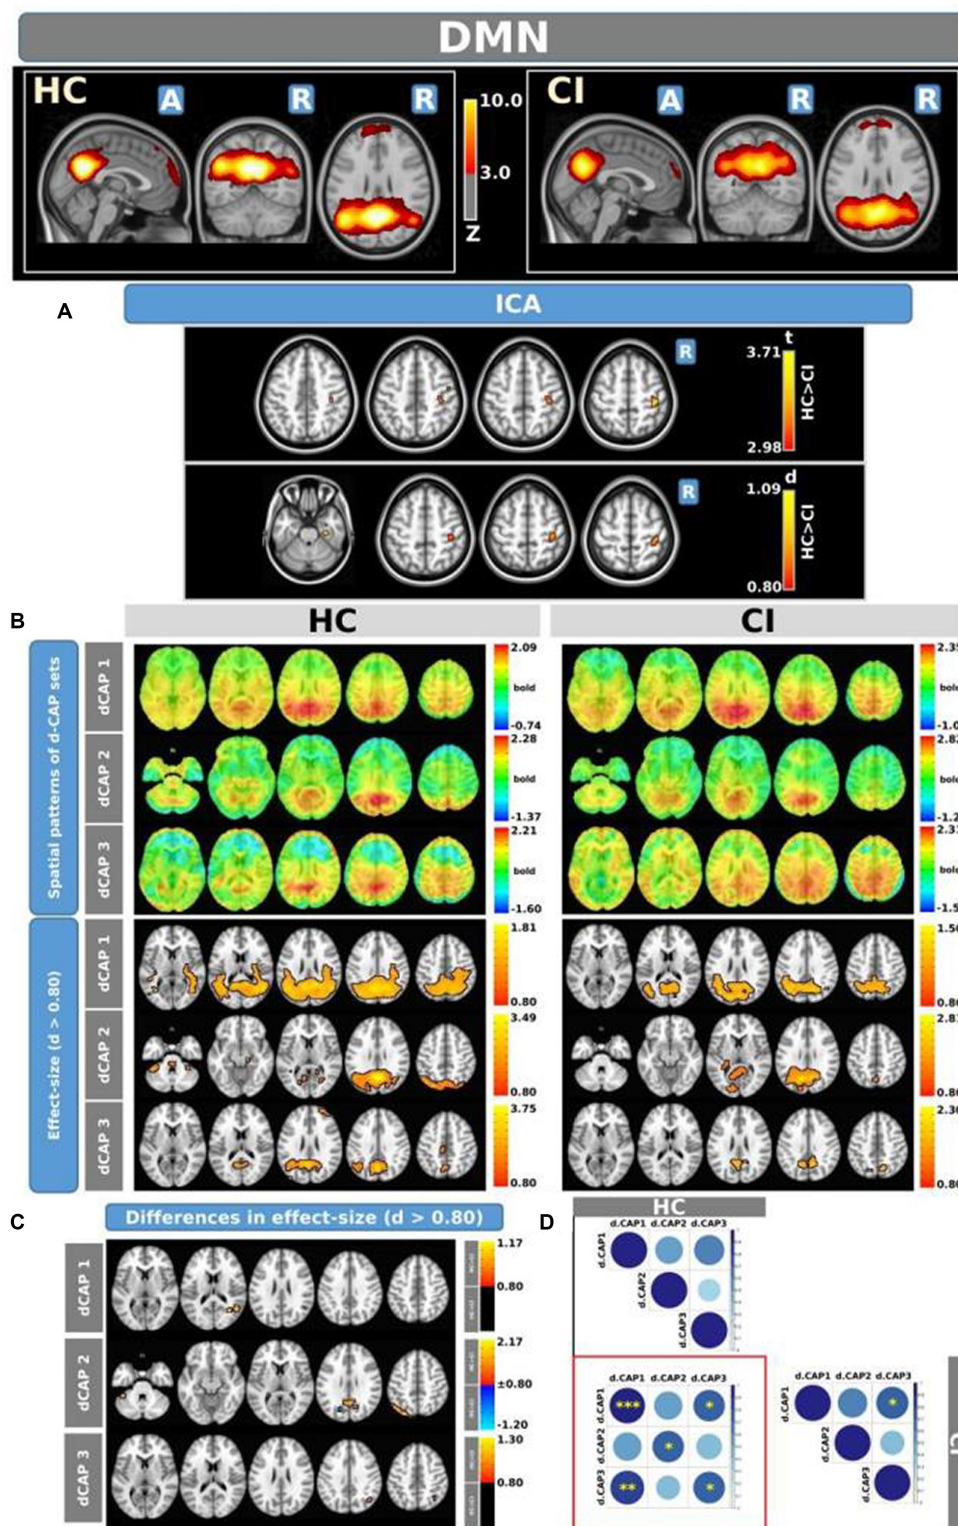 DMN
HC A R R 10.0 3.0 Z CI A R R
A ICA
R t 3.71 HC>CI 2.98
R d 1.09 HC>CI 0.80
B HC CI
Spatial patterns of d-CAP sets
dCAP 1 2.09 bold -0.74 bold
dCAP 2 2.28 bold -1.37 bold
dCAP 3 2.21 bold -1.60 bold
Effect-size (d > 0.80)
dCAP 1 1.81 0.80
dCAP 2 3.49 0.80
dCAP 3 3.75 0.80
C Differences in effect-size (d > 0.80)
dCAP 1 1.17 0.80
dCAP 2 2.17 ±0.80 -1.20
dCAP 3 1.30 0.80
D HC
d.CAP1 d.CAP2 d.CAP3
d.CAP1
d.CAP2
d.CAP3
d.CAP1 d.CAP2 d.CAP3
d.CAP1 *** *
d.CAP2 *
d.CAP3 ** *
d.CAP1 d.CAP2 d.CAP3
d.CAP1 *
d.CAP2
d.CAP3
CI